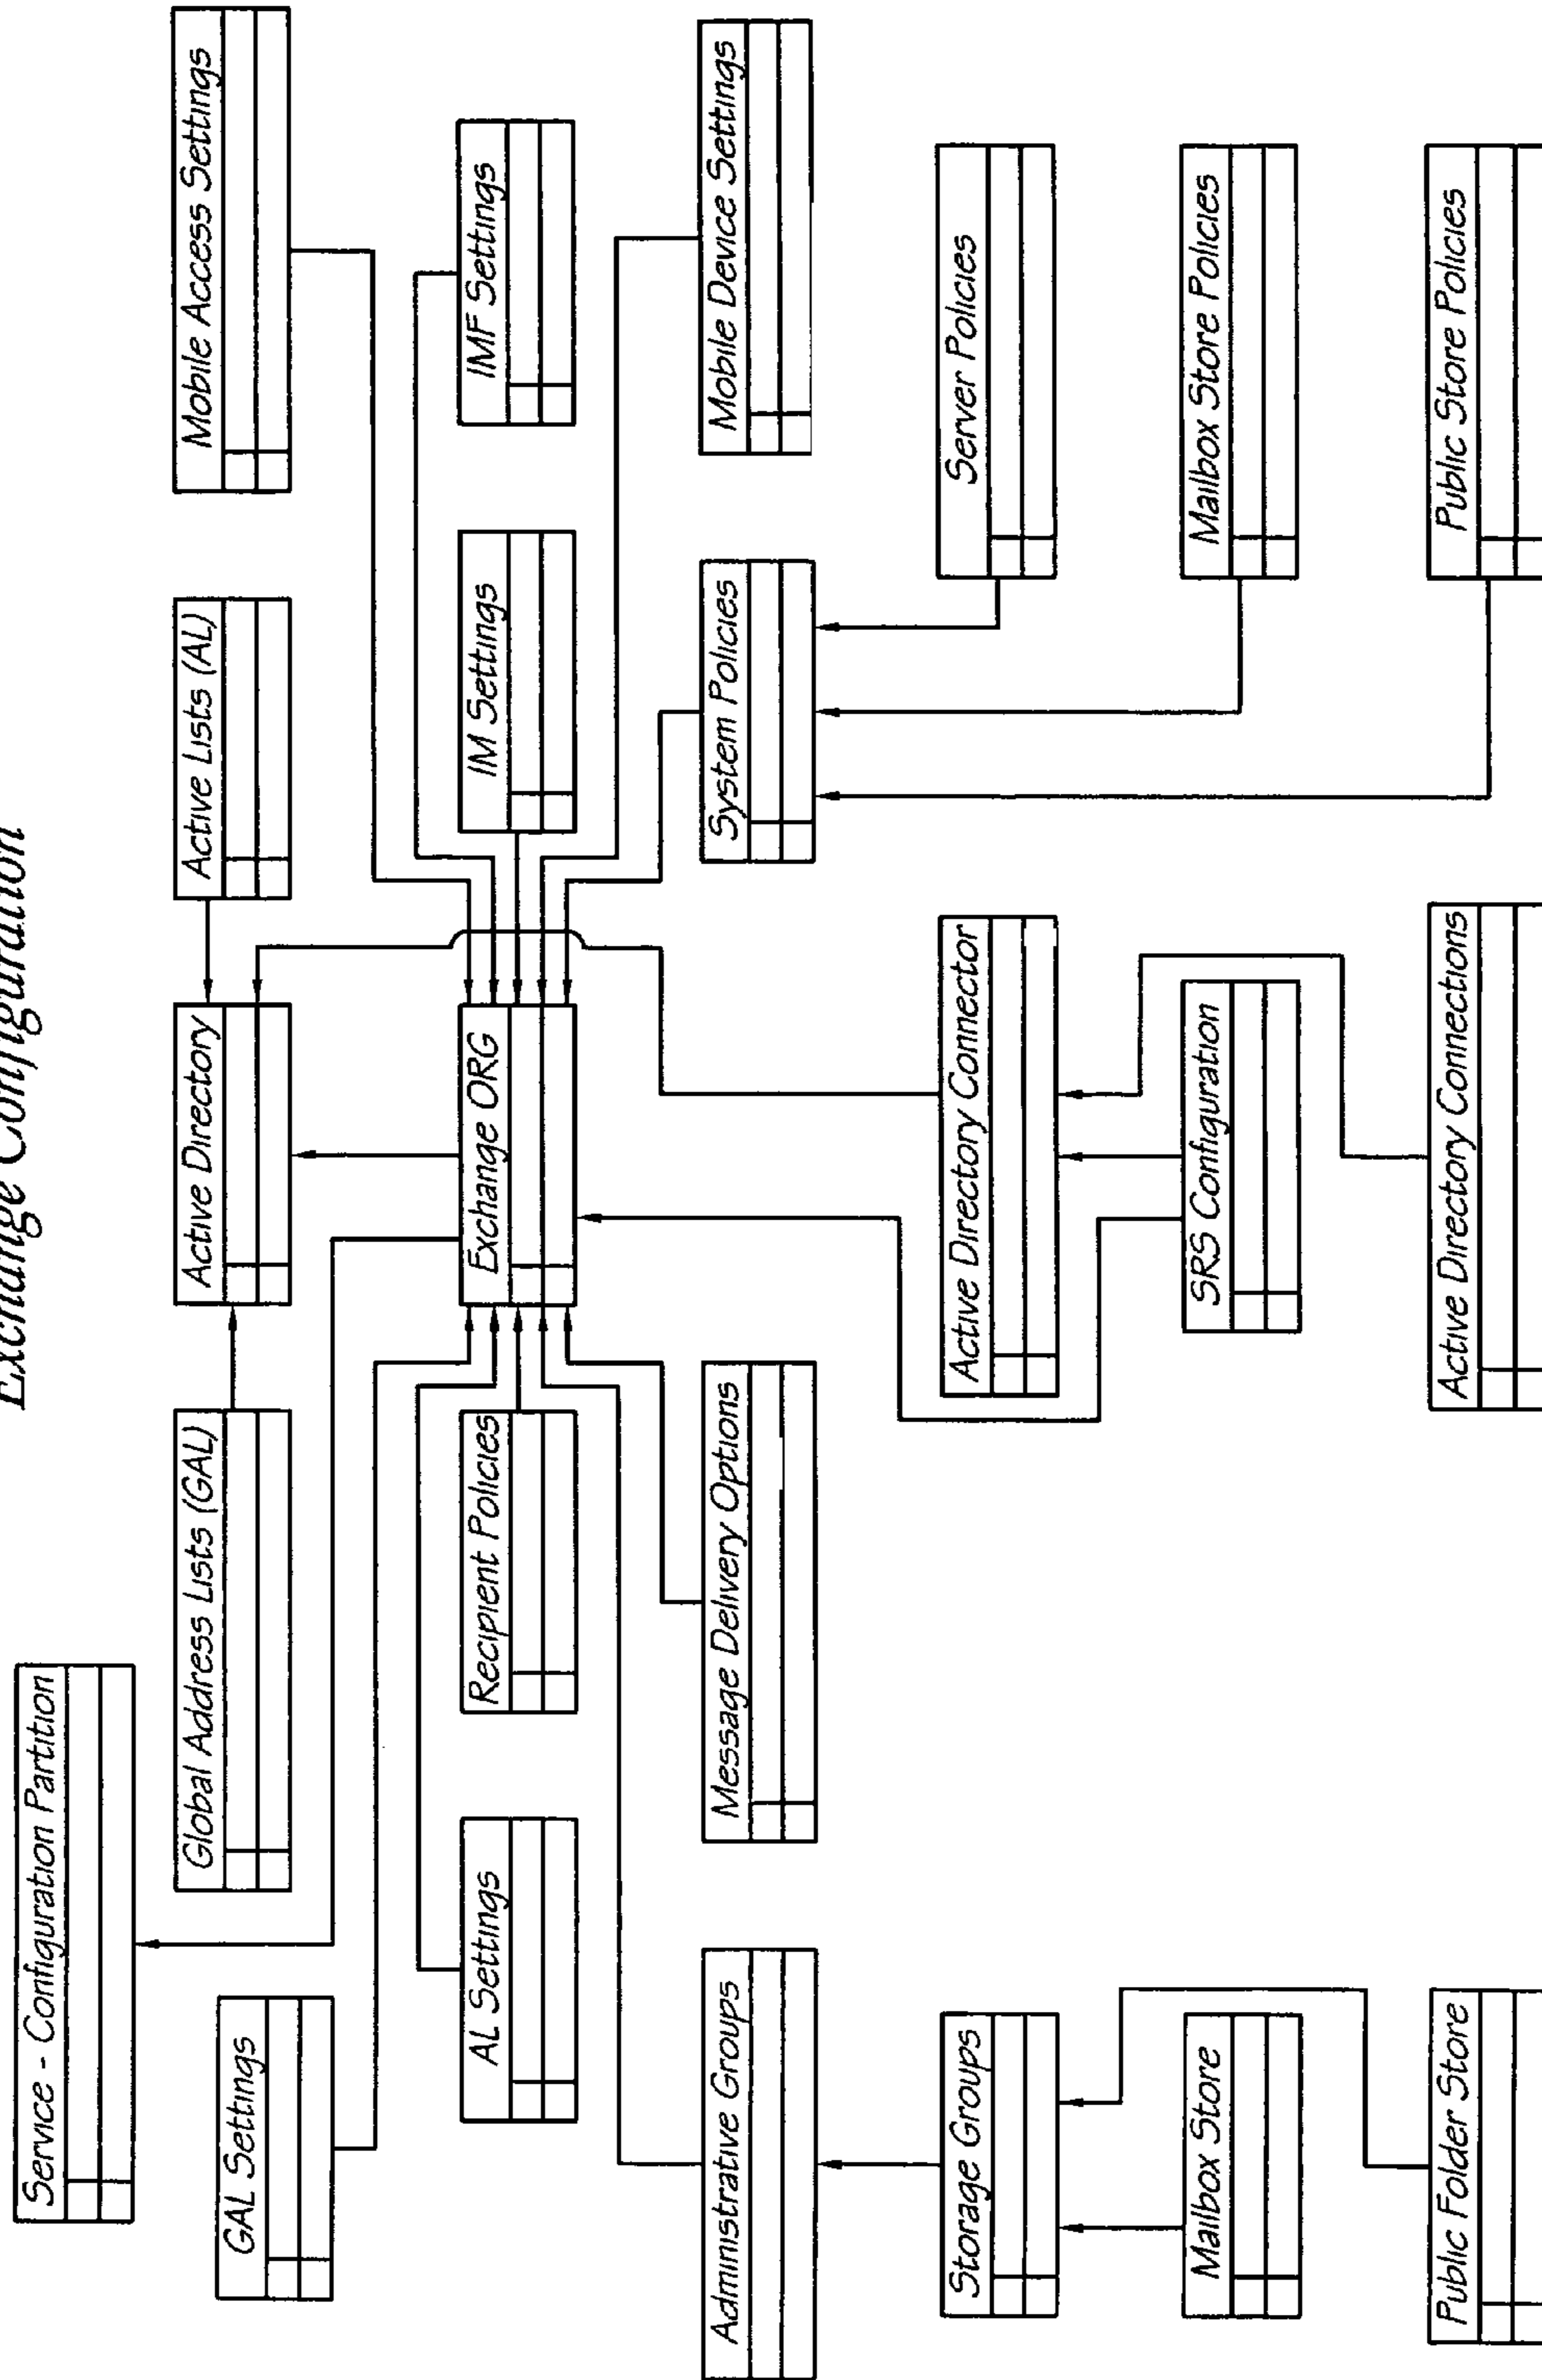 Exchange Configuration
Service - Configuration Partition
GAL Settings
Global Address Lists (GAL)
Active Directory
Active Lists (AL)
Mobile Access Settings
AL Settings
Recipient Policies
Exchange ORG
IM Settings
IMF Settings
Administrative Groups
Message Delivery Options
System Policies
Mobile Device Settings
Storage Groups
Active Directory Connector
Server Policies
Mailbox Store
SRS Configuration
Mailbox Store Policies
Public Folder Store
Active Directory Connections
Public Store Policies